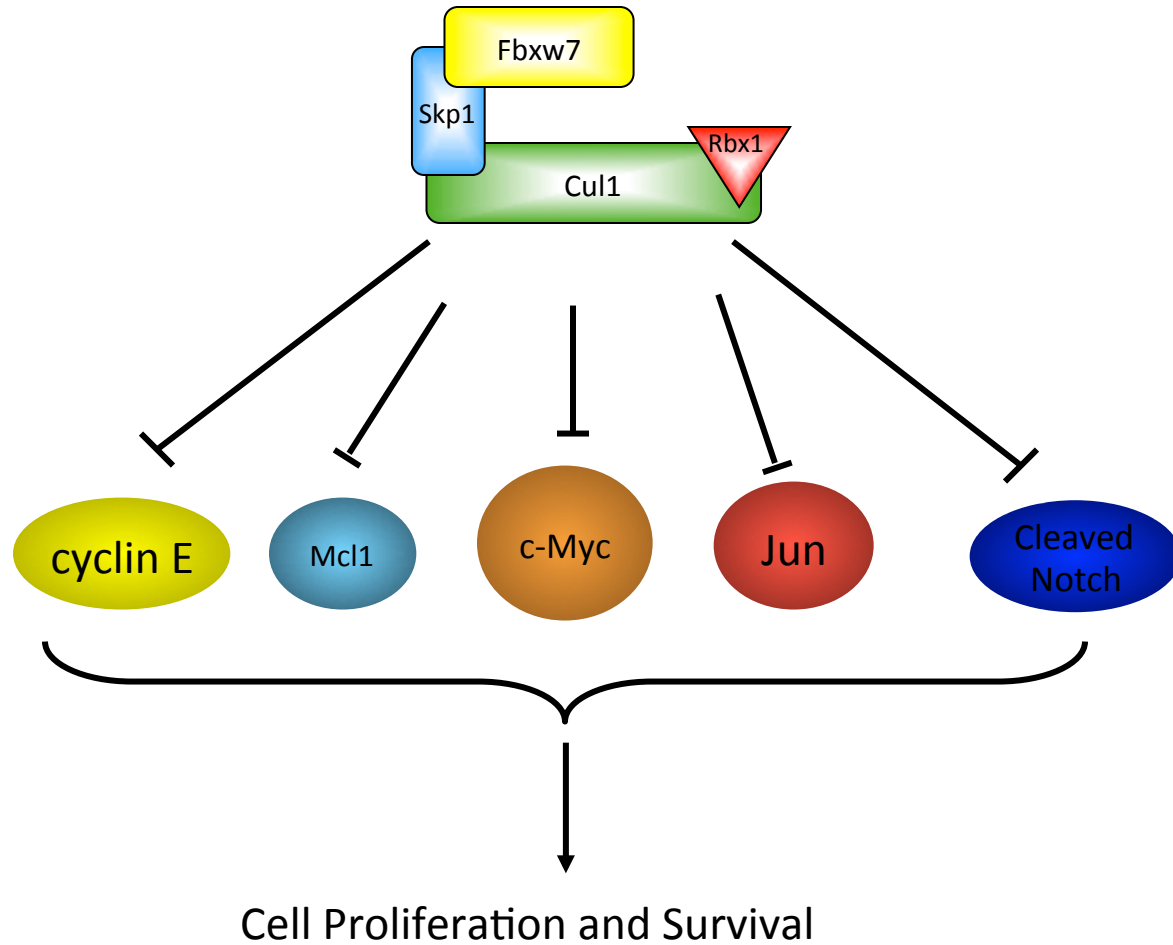 Fbxw7
Skp1
Rbx1
Cul1
cyclin E
Mcl1
c-Myc
Jun
Cleaved
Notch
Cell Proliferation and Survival